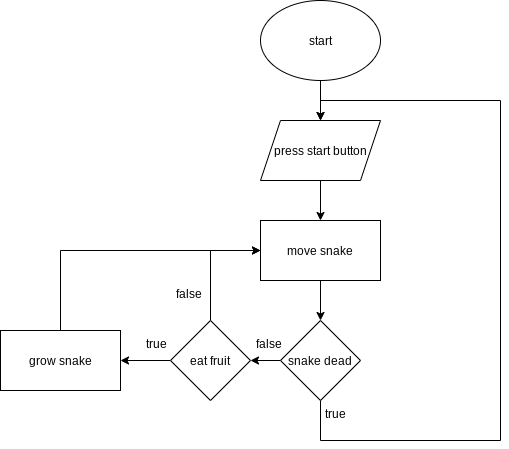 start
press start button
move snake
false
true
false
grow snake
eat fruit
snake dead
true